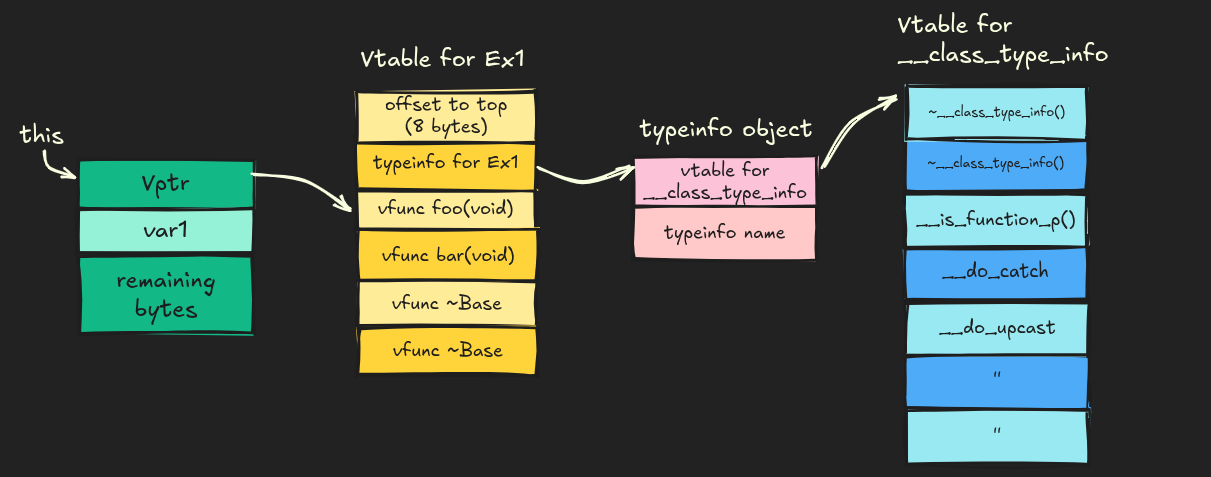 this
Vptr
var1
remaining
bytes
Vtable for Ex1
offset to top
(8 bytes)
typeinfo for Ex1
vfunc foo(void)
vfunc bar(void)
vfunc ~Base
vfunc ~Base
typeinfo object
vtable for
__class_type_info
typeinfo name
Vtable for
__class_type_info
~__class_type_info()
~__class_type_info()
__is_function_p()
__do_catch
__do_upcast
"
"